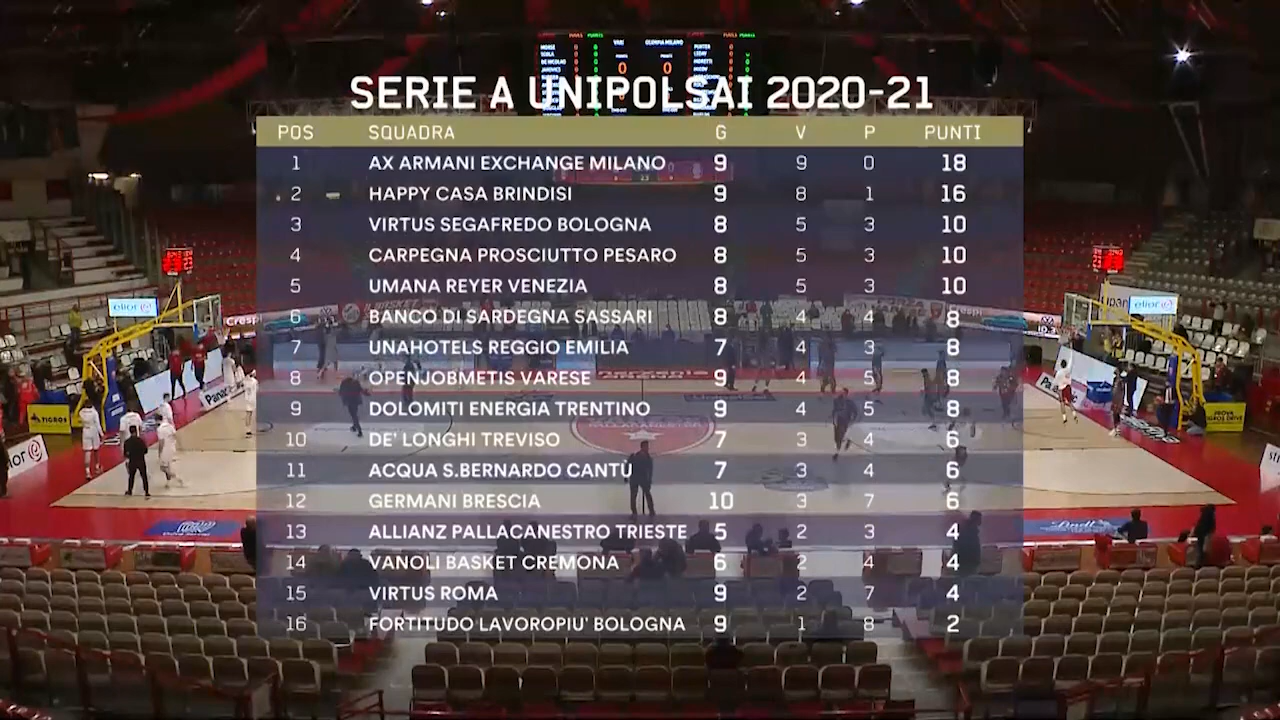 SERIE A UNIPOLSAI 2020-21
POS SQUADRA G V P PUNTI
1 AX ARMANI EXCHANGE MILANO 9 9 0 18
2 HAPPY CASA BRINDISI 9 8 1 16
3 VIRTUS SEGAFREDO BOLOGNA 8 5 3 10
4 CARPEGNA PROSCIUTTO PESARO 8 5 3 10
5 UMANA REYER VENEZIA 8 5 3 10
6 BANCO DI SARDEGNA SASSARI 8 4 4 8
7 UNAHOTELS REGGIO EMILIA 7 4 3 8
8 OPENJOBMETIS VARESE 9 4 5 8
9 DOLOMITI ENERGIA TRENTINO 9 4 5 8
10 DE' LONGHI TREVISO 7 3 4 6
11 ACQUA S.BERNARDO CANTÙ 7 3 4 6
12 GERMANI BRESCIA 10 3 7 6
13 ALLIANZ PALLACANESTRO TRIESTE 5 2 3 4
14 VANOLI BASKET CREMONA 6 2 4 4
15 VIRTUS ROMA 9 2 7 4
16 FORTITUDO LAVOROPIU' BOLOGNA 9 1 8 2
elior
elior
TIGROS